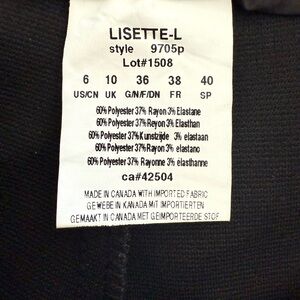 LISETTE-L
style 9705p
Lot#1508
6 10 36 38 40
US/CN UK G/N/F/DN FR SP
60% Polyester 37% Rayon 3% Elastane
60% Polyester 37% Reyon 3% Elasthan
60% Polyester 37% Kunstzijde 3% elastaan
60% Polyester 37% Rayon 3% elastano
60% Polyester 37% Rayonne 3% élasthanne
ca#42504
MADE IN CANADA WITH IMPORTED FABRIC
GEWEBE IN KANADA MIT IMPORTIERTEN
GEMAAKT IN CANADA MET GEIMPORTEERDE STOF